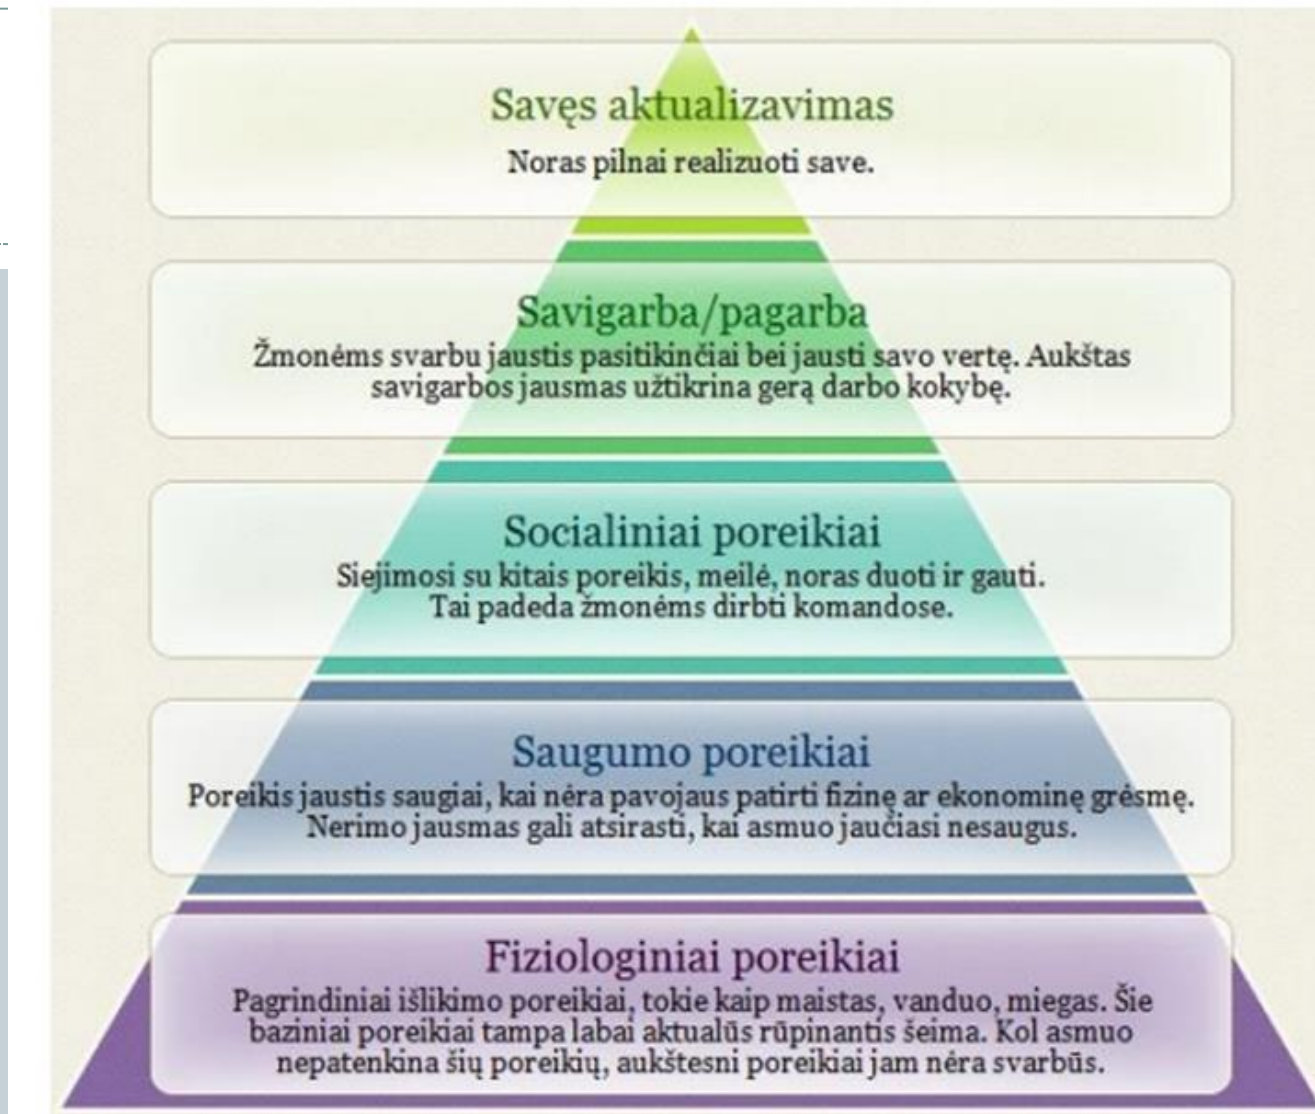 Savęs aktualizavimas
Noras pilnai realizuoti save.
Savigarba/pagarba
Žmonėms svarbu jaustis pasitikinčiai bei jausti savo vertę. Aukštas
savigarbos jausmas užtikrina gerą darbo kokybę.
Socialiniai poreikiai
Siejimosi su kitais poreikis, meilė, noras duoti ir gauti.
Tai padeda žmonėms dirbti komandose.
Saugumo poreikiai
Poreikis jaustis saugiai, kai nėra pavojaus patirti fizinę ar ekonominę grėsmę.
Nerimo jausmas gali atsirasti, kai asmuo jaučiasi nesaugus.
Fiziologiniai poreikiai
Pagrindiniai išlikimo poreikiai, tokie kaip maistas, vanduo, miegas. Šie
baziniai poreikiai tampa labai aktualūs rūpinantis šeima. Kol asmuo
nepatenkina šių poreikių, aukštesni poreikiai jam nėra svarbūs.